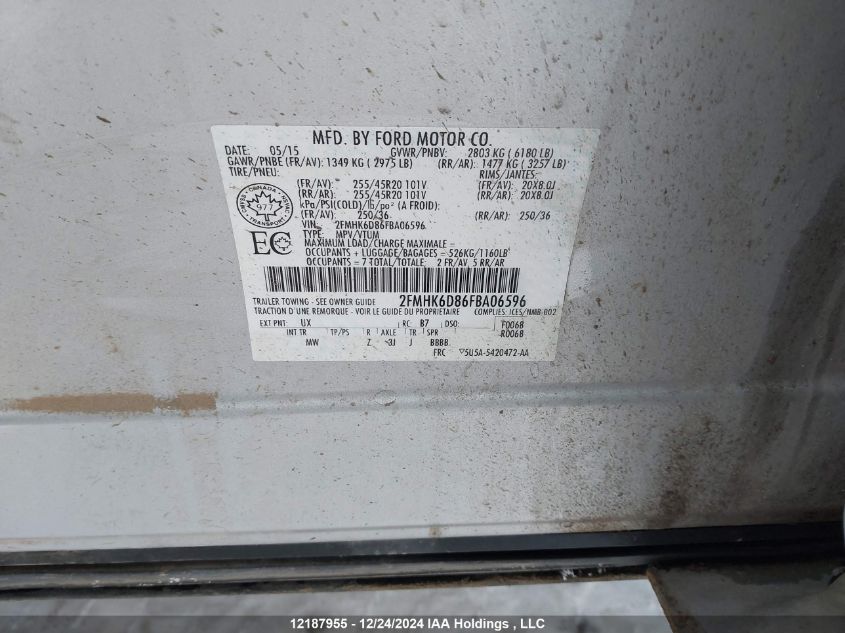 MFD. BY FORD MOTOR CO.
DATE: 05/15 GVWR/PNBV: 2803 KG ( 6180 LB)
GAWR/PNBE (FR/AV): 1349 KG ( 2975 LB) (RR/AR): 1477 KG ( 3257 LB)
TIRE/PNEU: RIMS/JANTES:
(FR/AV): 255/45R20 101V (FR/AV): 20X8.0J
(RR/AR): 255/45R20 101V (RR/AR): 20X8.0J
kPa/PSI(COLD)/lb/po² (A FROID):
(FR/AV): 250/36 (RR/AR): 250/36
VIN: 2FMHK6D86FBA06596
TYPE: MPV/VTUM
MAXIMUM LOAD/CHARGE MAXIMALE =
OCCUPANTS + LUGGAGE/BAGAGES = 526KG/1160LB
OCCUPANTS = 7 TOTAL/TOTALE: 2 FR/AV, 5 RR/AR
CANADA
977
TRANSPORT
EC
2FMHK6D86FBA06596
TRAILER TOWING - SEE OWNER GUIDE
TRACTION D'UNE REMORQUE - VOIR LE GUIDE DU PROPRIETAIRE COMPLIES: ICES/NMB-002
EXT PNT: UX RC: B7 DSO: F0068
INT TR TP/PS R AXLE TR SPR R0068
MW Z 3J J BBBB
FRC ▽5U5A-5420472-AA
12187955 - 12/24/2024 IAA Holdings , LLC